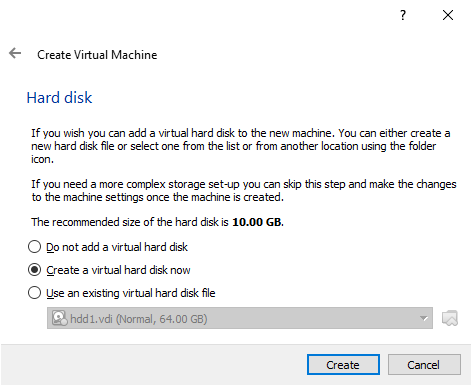 ?
Create Virtual Machine
Hard disk
If you wish you can add a virtual hard disk to the new machine. You can either create a
new hard disk file or select one from the list or from another location using the folder
icon.
If you need a more complex storage set-up you can skip this step and make the changes
to the machine settings once the machine is created.
The recommended size of the hard disk is 10.00 GB.
Do not add a virtual hard disk
Create a virtual hard disk now
Use an existing virtual hard disk file
hdd1.vdi (Normal, 64.00 GB)
Create
Cancel